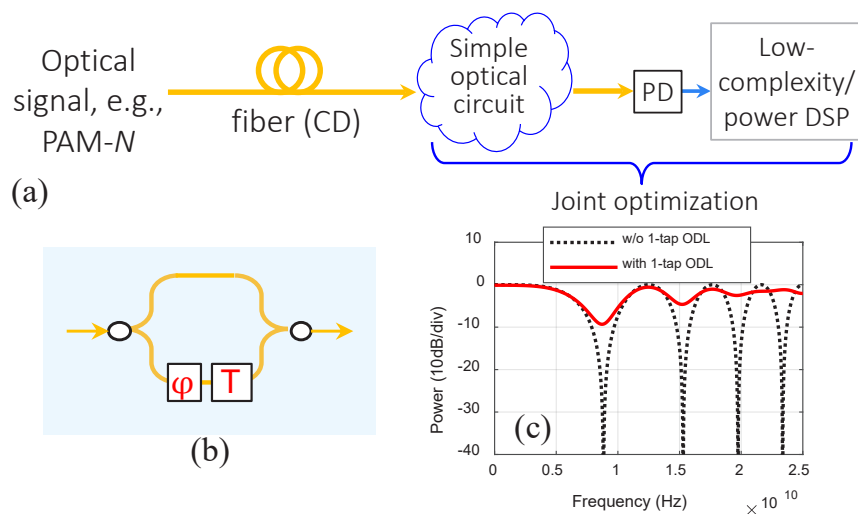 Optical
signal, e.g.,
PAM-N
fiber (CD)
Simple
optical
circuit
PD
Low-
complexity/
power DSP
(a)
Joint optimization
φ
T
(b)
w/o 1-tap ODL
with 1-tap ODL
10
0
-10
-20
-30
-40
Power (10dB/div)
(c)
0
5
1 0
1.5
2 0
2.5
Frequency (Hz)
× 10 10